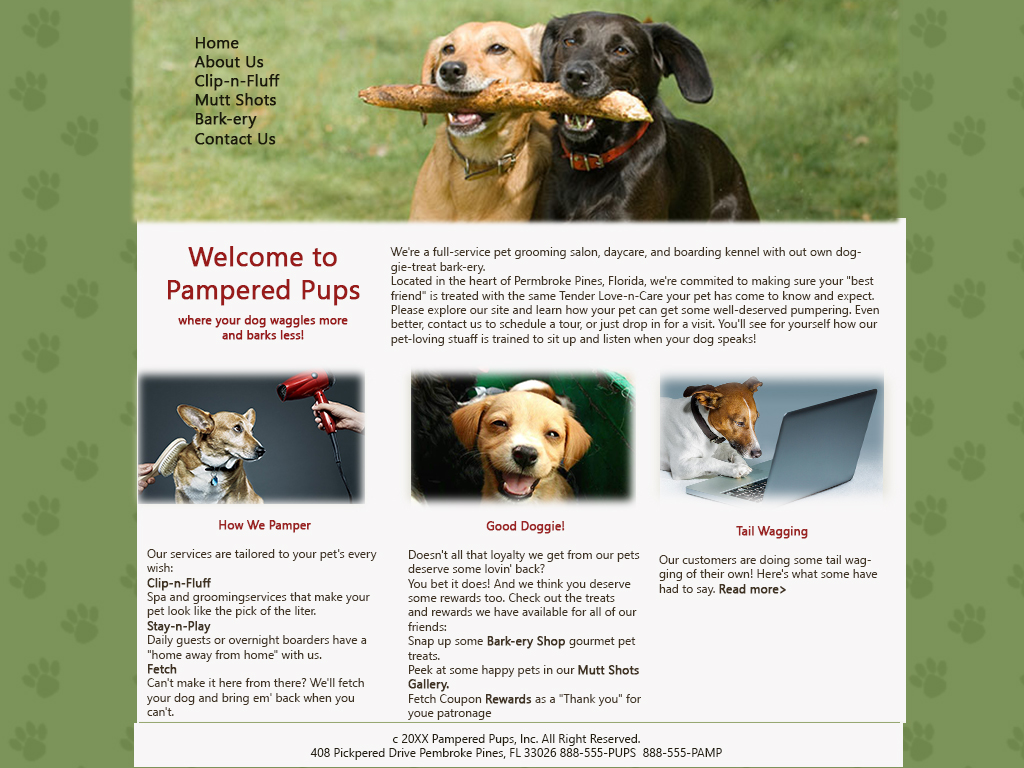 Home
About Us
Clip-n-Fluff
Mutt Shots
Bark-ery
Contact Us
Welcome to
Pampered Pups
where your dog waggles more
and barks less!
We're a full-service pet grooming salon, daycare, and boarding kennel with out own dog-
gie-treat bark-ery.
Located in the heart of Permbroke Pines, Florida, we're commited to making sure your "best
friend" is treated with the same Tender Love-n-Care your pet has come to know and expect.
Please explore our site and learn how your pet can get some well-deserved pumpering. Even
better, contact us to schedule a tour, or just drop in for a visit. You'll see for yourself how our
pet-loving stuaff is trained to sit up and listen when your dog speaks!
How We Pamper
Our services are tailored to your pet's every
wish:
Clip-n-Fluff
Spa and groomingservices that make your
pet look like the pick of the liter.
Stay-n-Play
Daily guests or overnight boarders have a
"home away from home" with us.
Fetch
Can't make it here from there? We'll fetch
your dog and bring em' back when you
can't.
Good Doggie!
Doesn't all that loyalty we get from our pets
deserve some lovin' back?
You bet it does! And we think you deserve
some rewards too. Check out the treats
and rewards we have available for all of our
friends:
Snap up some Bark-ery Shop gourmet pet
treats.
Peek at some happy pets in our Mutt Shots
Gallery.
Fetch Coupon Rewards as a "Thank you" for
youe patronage
Tail Wagging
Our customers are doing some tail wag-
ging of their own! Here's what some have
had to say. Read more>
c 20XX Pampered Pups, Inc. All Right Reserved.
408 Pickpered Drive Pembroke Pines, FL 33026 888-555-PUPS 888-555-PAMP